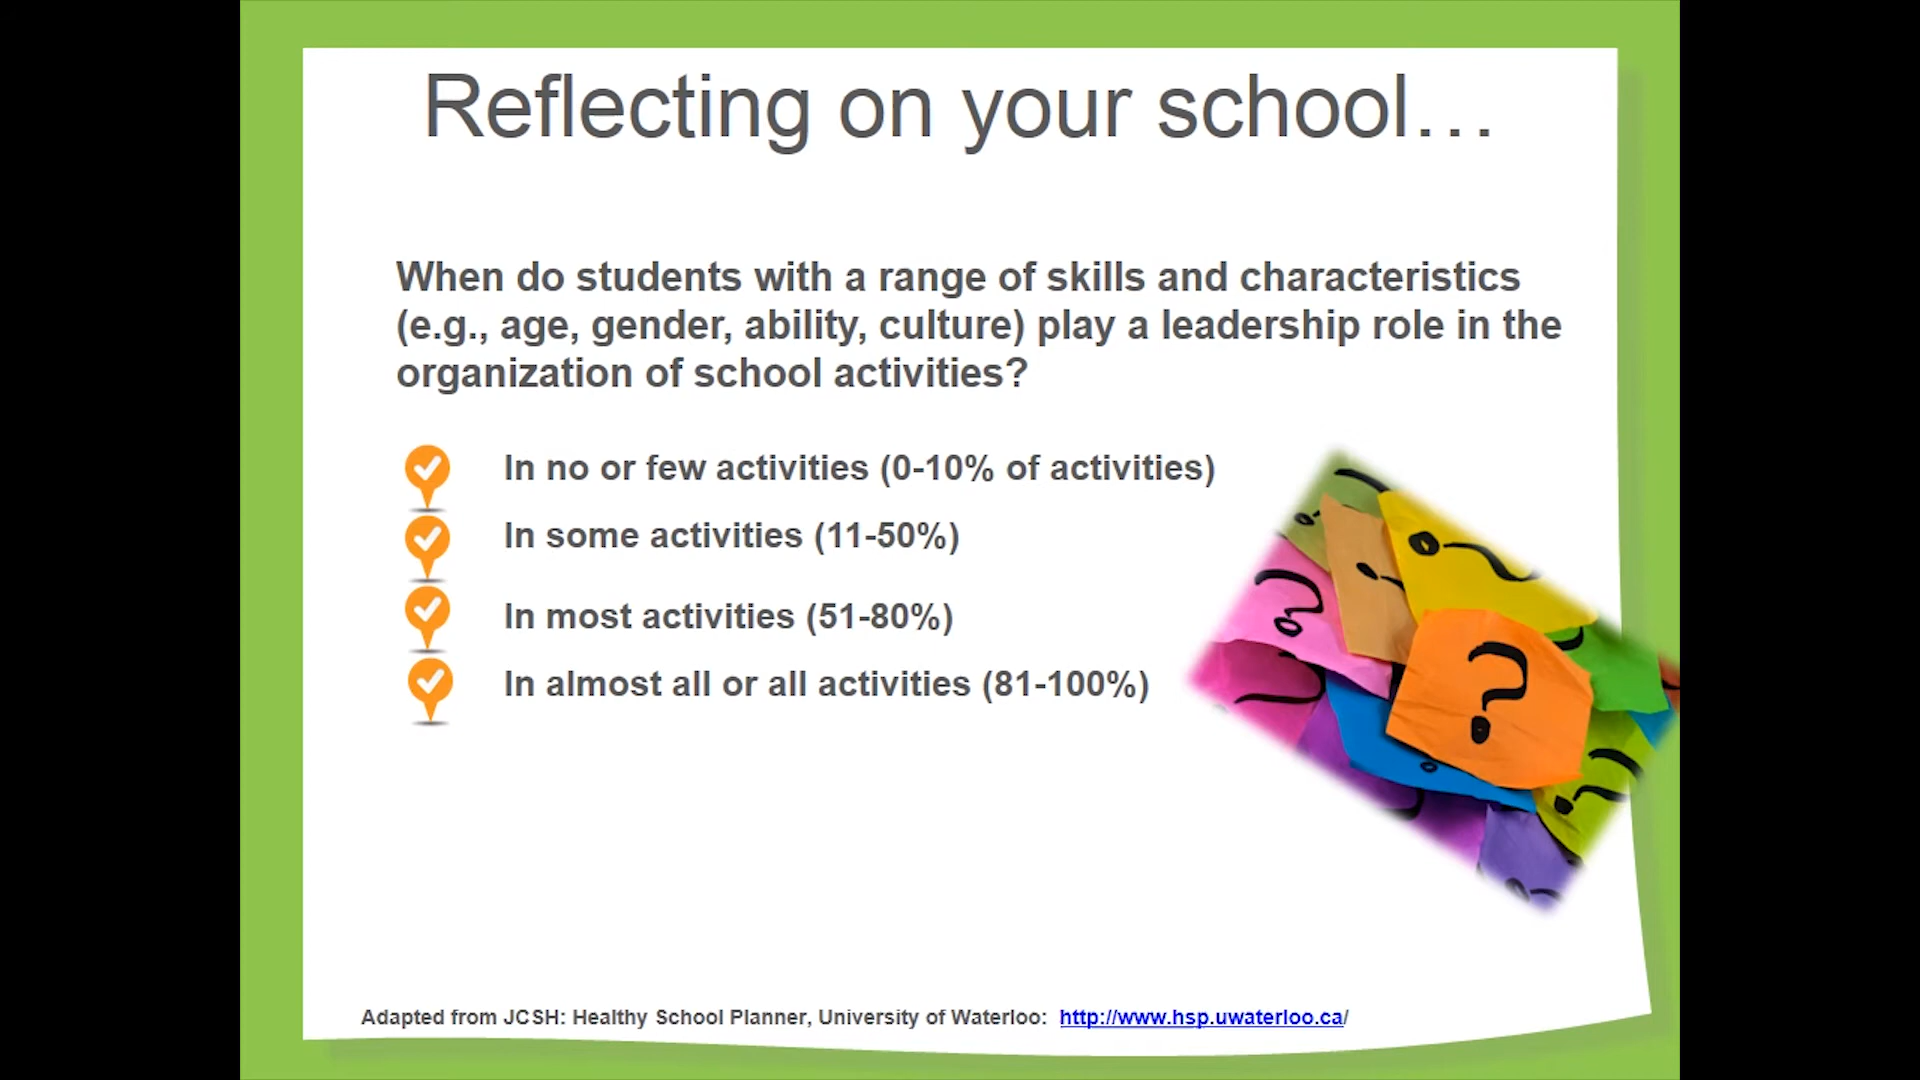 Reflecting on your school…
When do students with a range of skills and characteristics
(e.g., age, gender, ability, culture) play a leadership role in the
organization of school activities?
In no or few activities (0-10% of activities)
In some activities (11-50%)
In most activities (51-80%)
In almost all or all activities (81-100%)
?
Adapted from JCSH: Healthy School Planner, University of Waterloo: http://www.hsp.uwaterloo.ca/